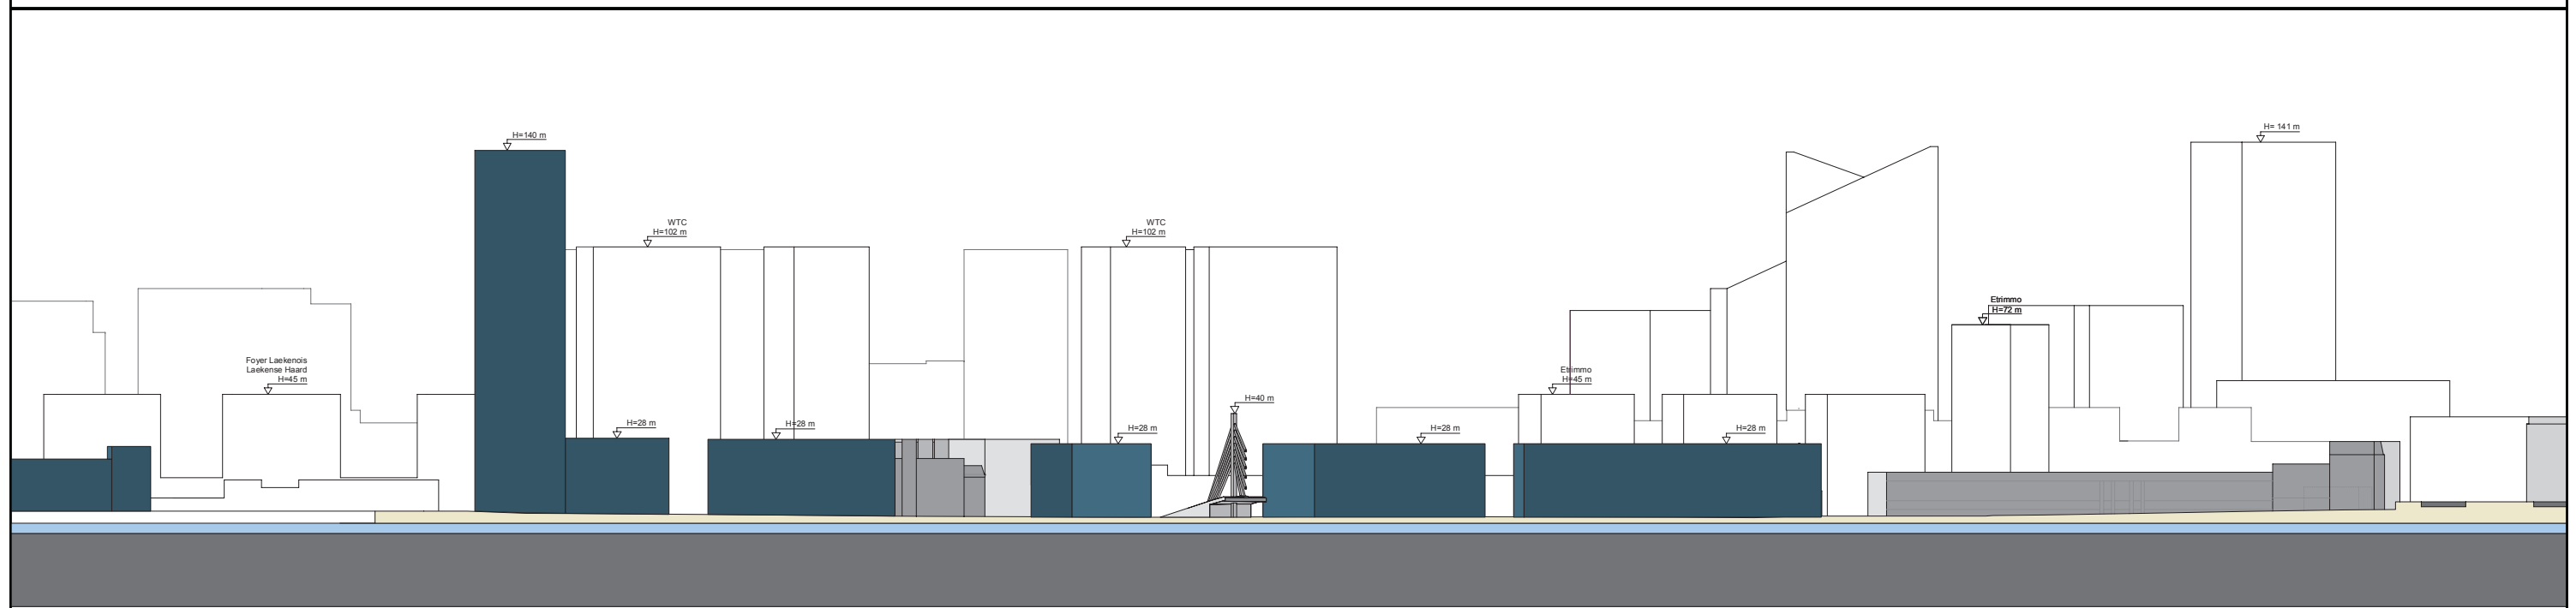 H=140 m
H= 141 m
WTC
H=102 m
WTC
H=102 m
Etrimmo
H=72 m
Foyer Laekenois
Laekense Haard
H=45 m
Etrimmo
H=45 m
H=40 m
H=28 m
H=28 m
H=28 m
H=28 m
H=28 m